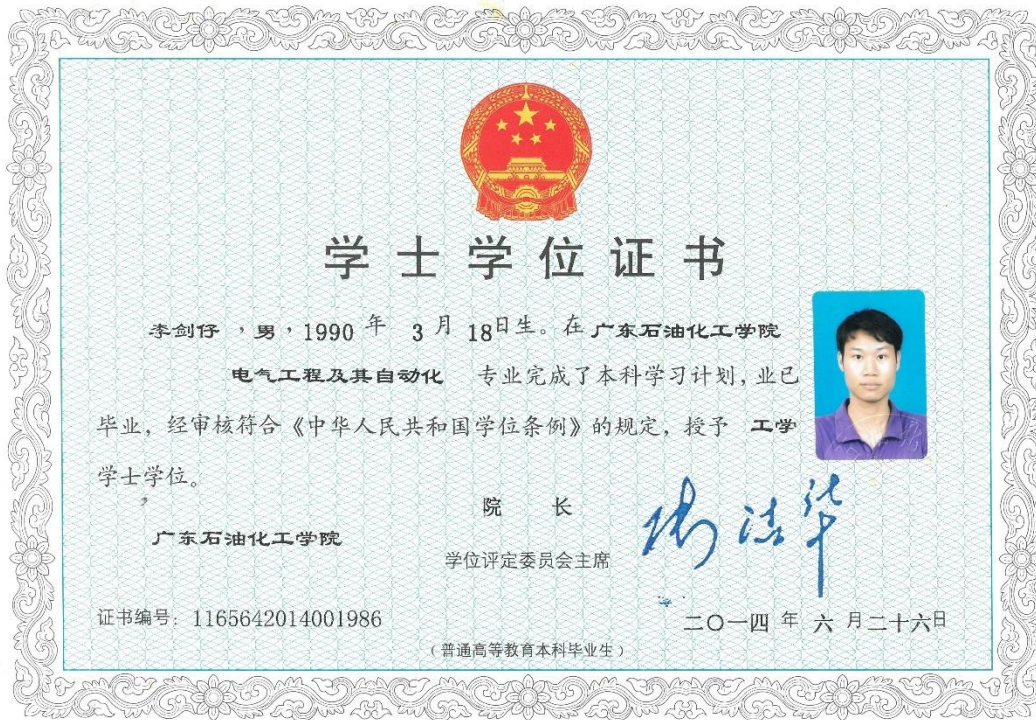 学士学位证书
李剑仔，男，1990年 3月 18日生。在广东石油化工学院
电气工程及其自动化 专业完成了本科学习计划，业已
毕业，经审核符合《中华人民共和国学位条例》的规定，授予 工学
学士学位。
院 长
广东石油化工学院
学位评定委员会主席
证书编号：1165642014001986
二〇一四年 六月二十六日
（普通高等教育本科毕业生）